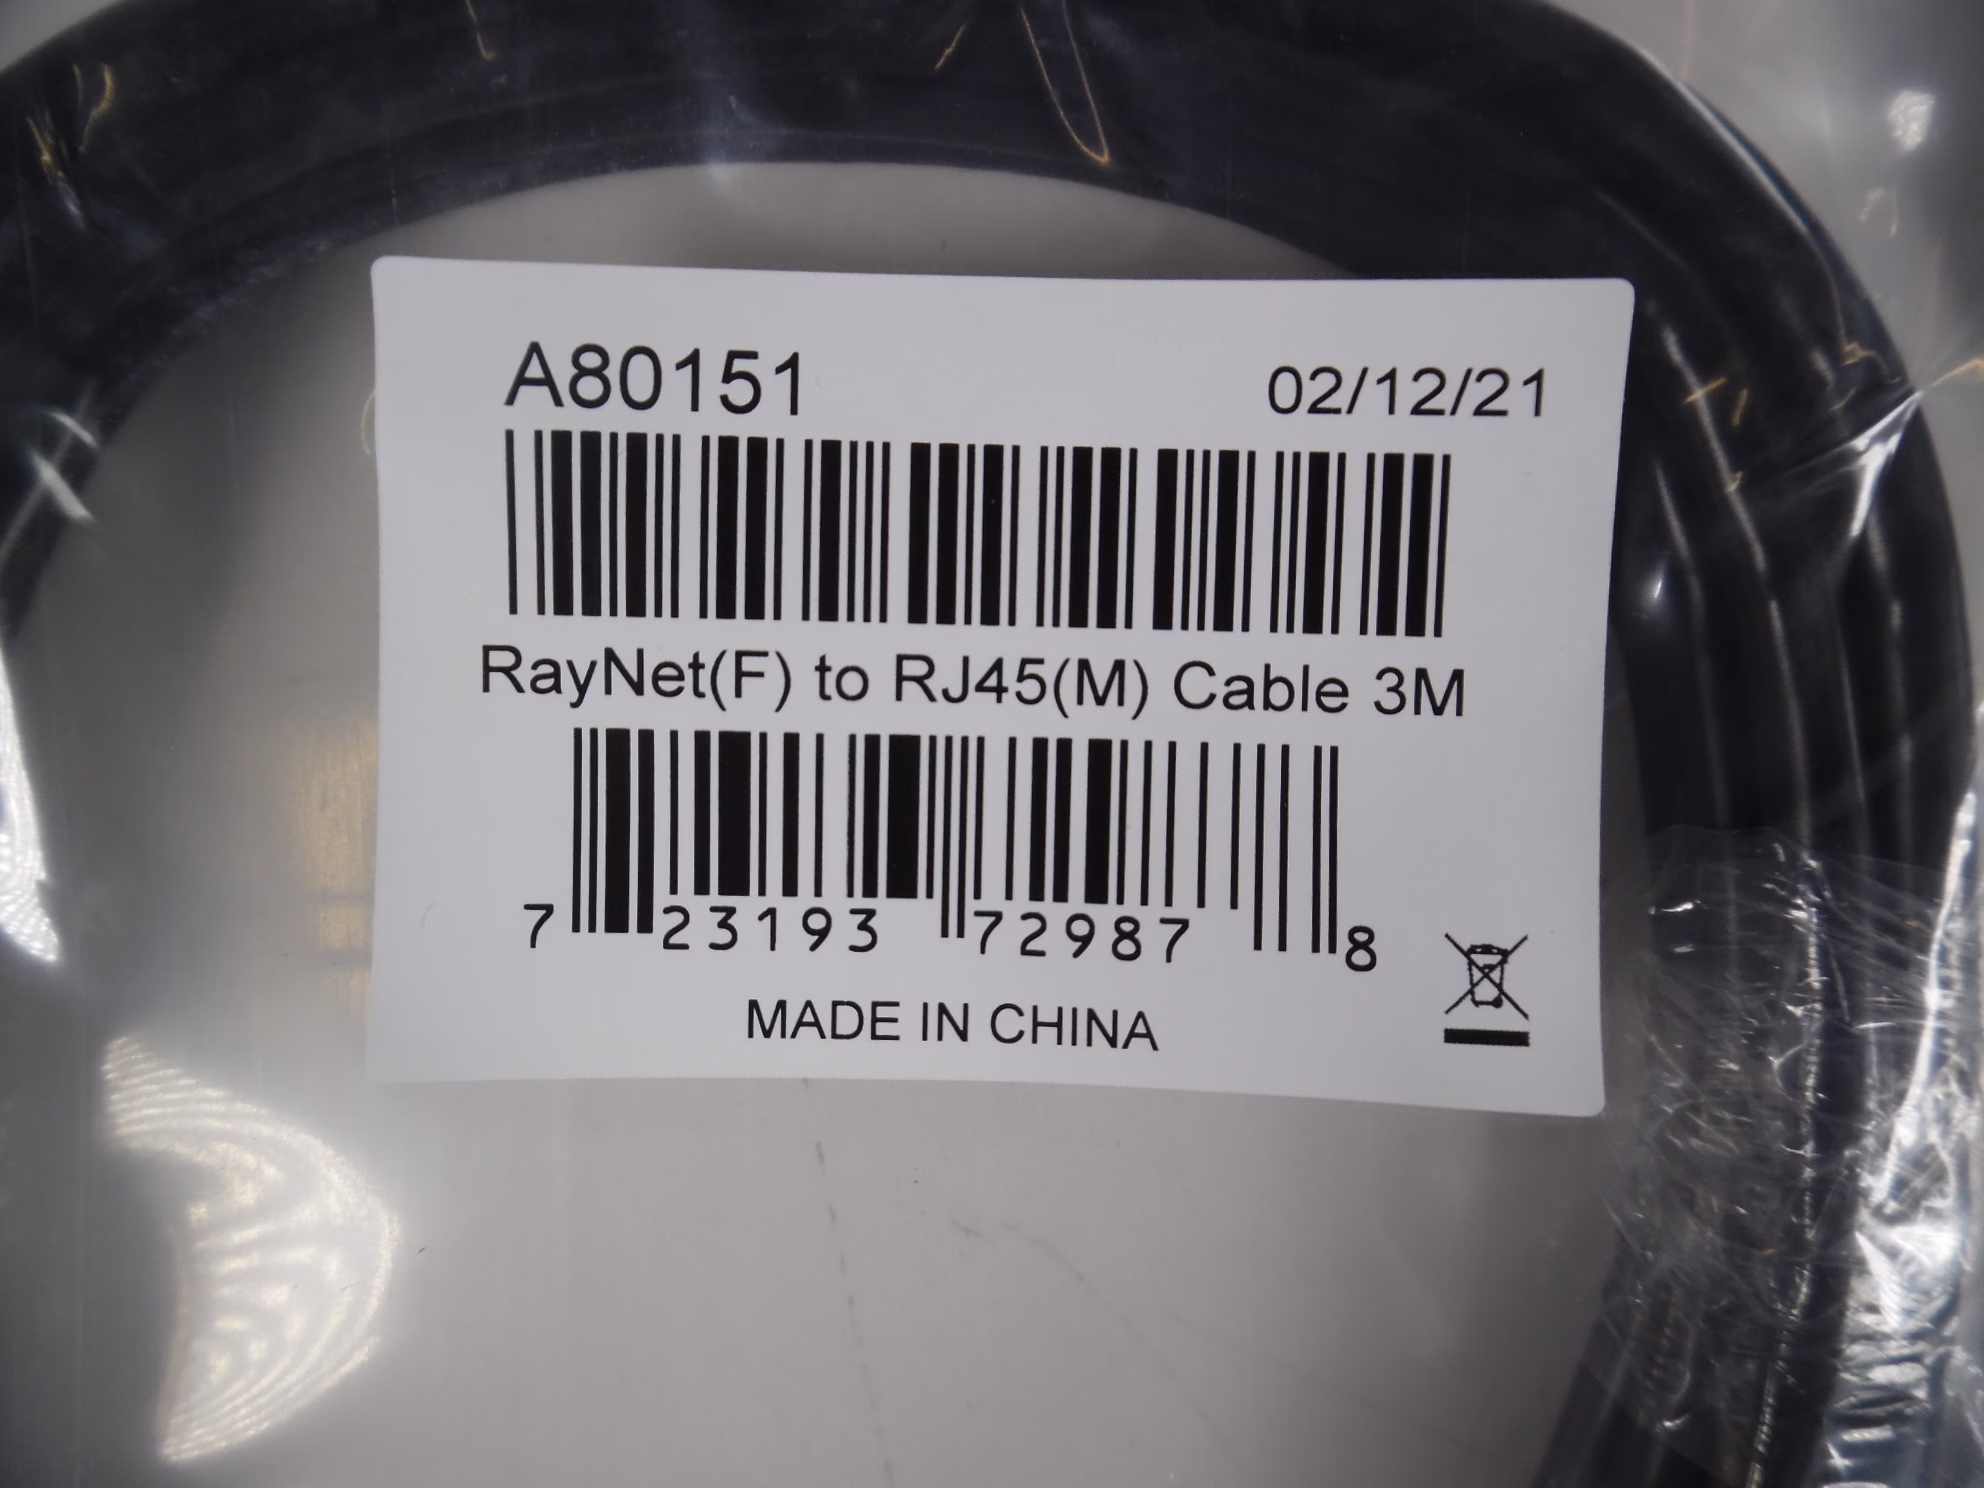 A80151 02/12/21
RayNet(F) to RJ45(M) Cable 3M
7 23193 72987 8
MADE IN CHINA